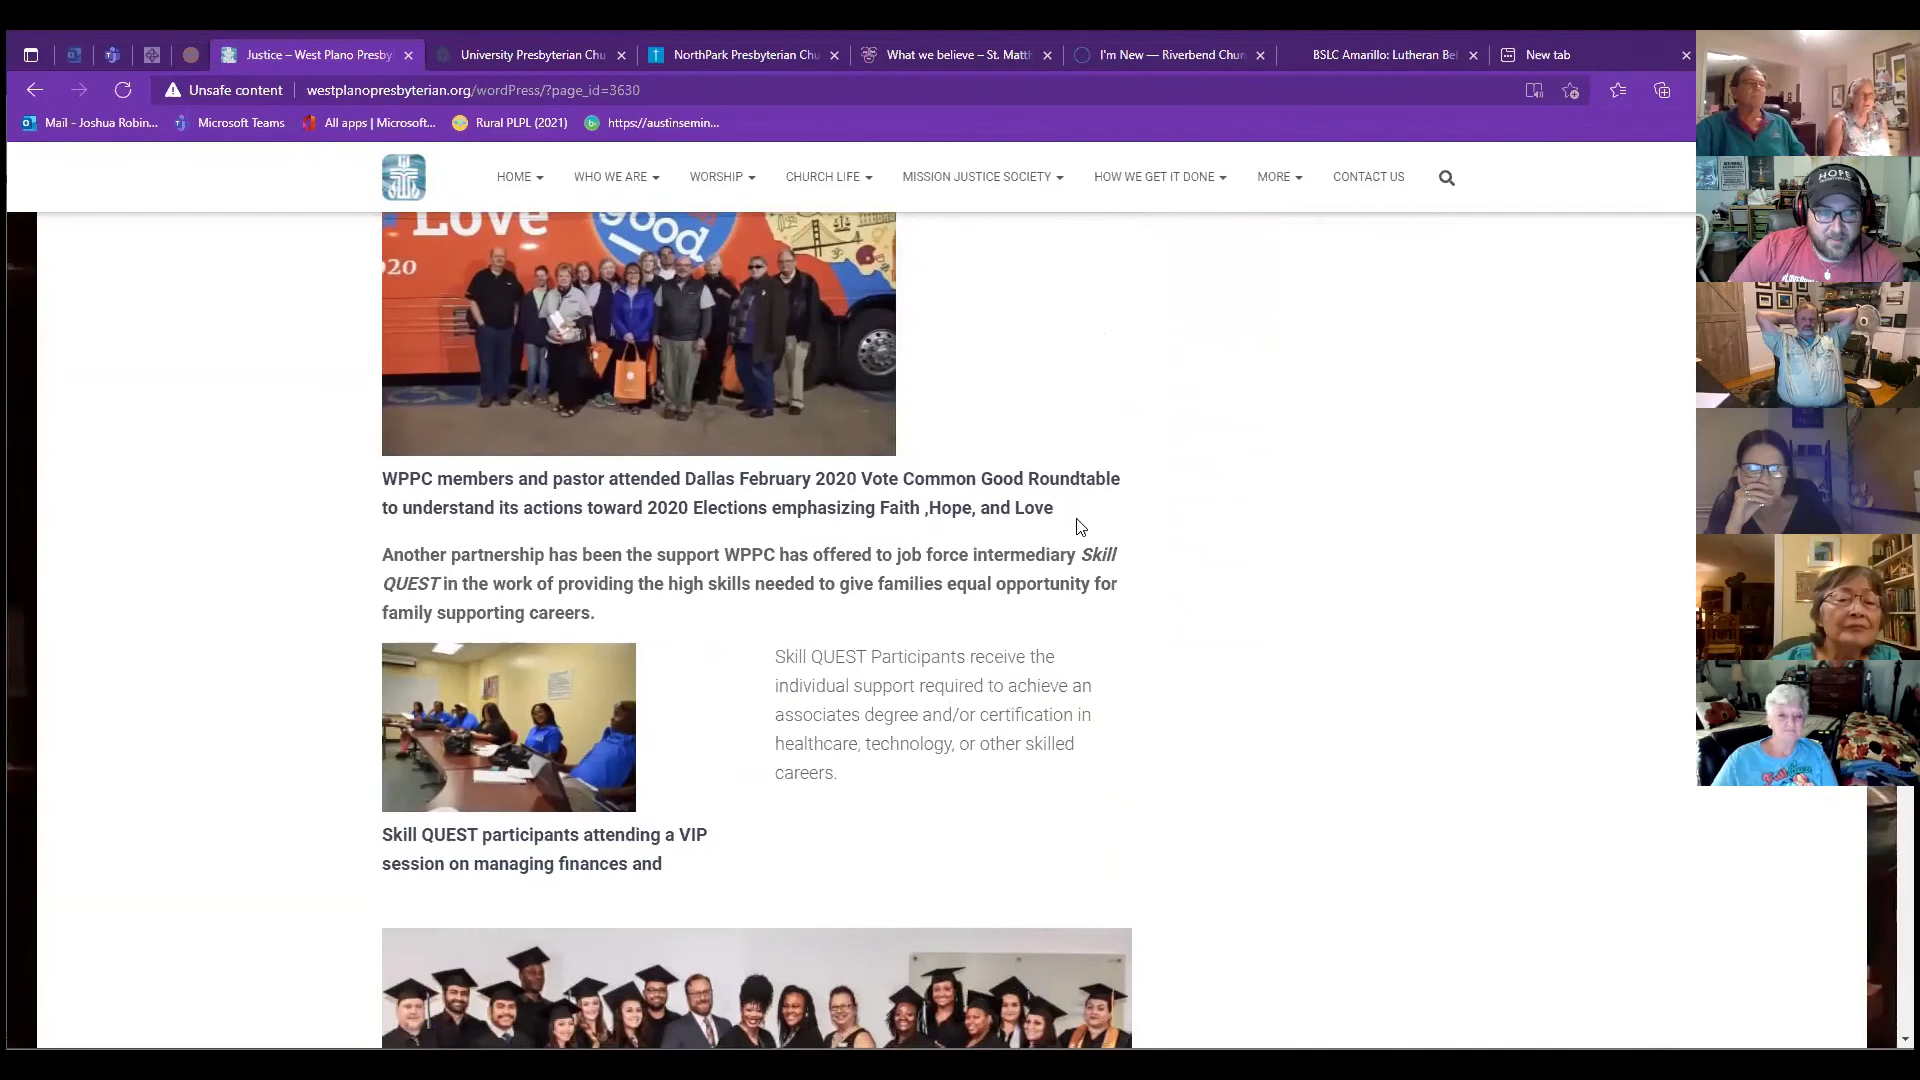 Justice – West Plano Presby
University Presbyterian Chu
NorthPark Presbyterian Chu
What we believe – St. Matth
I'm New — Riverbend Chur
BSLC Amarillo: Lutheran Be
New tab
Unsafe content
westplanopresbyterian.org/wordPress/?page_id=3630
Mail - Joshua Robin...
Microsoft Teams
All apps | Microsoft...
Rural PLPL (2021)
https://austinsemin...
HOME
WHO WE ARE
WORSHIP
CHURCH LIFE
MISSION JUSTICE SOCIETY
HOW WE GET IT DONE
MORE
CONTACT US
Love
good
020
HOPE
WPPC members and pastor attended Dallas February 2020 Vote Common Good Roundtable
to understand its actions toward 2020 Elections emphasizing Faith ,Hope, and Love
Another partnership has been the support WPPC has offered to job force intermediary Skill
QUEST in the work of providing the high skills needed to give families equal opportunity for
family supporting careers.
Skill QUEST Participants receive the
individual support required to achieve an
associates degree and/or certification in
healthcare, technology, or other skilled
careers.
Skill QUEST participants attending a VIP
session on managing finances and